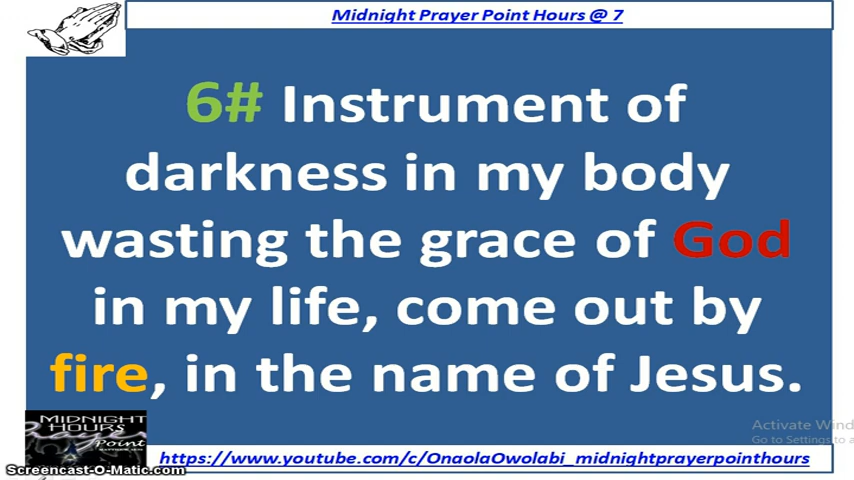 Midnight Prayer Point Hours @ 7
6# Instrument of
darkness in my body
wasting the grace of God
in my life, come out by
fire, in the name of Jesus.
MIDNIGHT
HOURS
Point
Activate Wind
Go to Settings to a
https://www.youtube.com/c/OnaolaOwolabi_midnightprayerpointhours
Screencast-O-Matic.com